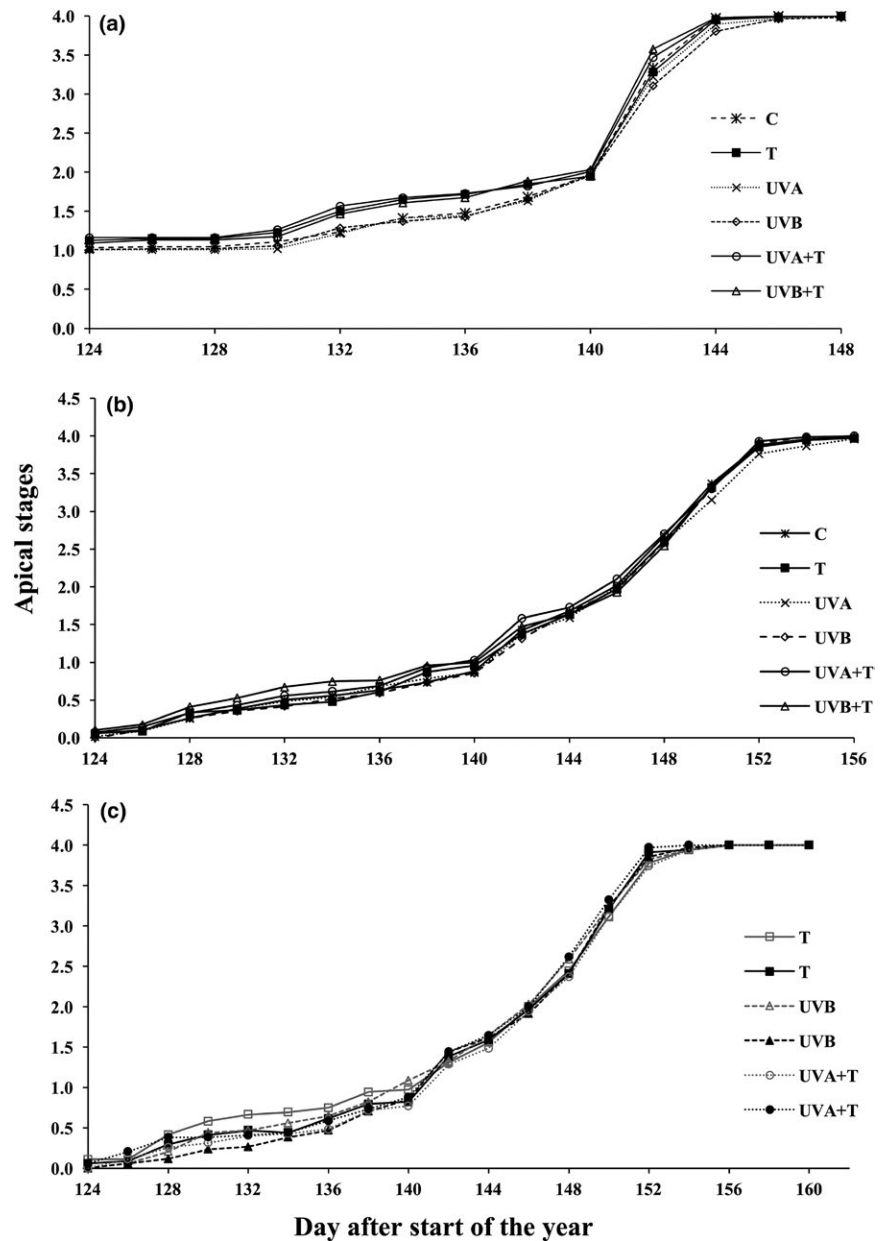 (a)
4.0
3.5
3.0
2.5
2.0
1.5
1.0
0.5
0.0
124 128 132 136 140 144 148
C
T
UVA
UVB
UVA+T
UVB+T
Apical stages
(b)
4.5
4.0
3.5
3.0
2.5
2.0
1.5
1.0
0.5
0.0
124 128 132 136 140 144 148 152 156
C
T
UVA
UVB
UVA+T
UVB+T
(c)
4.5
4.0
3.5
3.0
2.5
2.0
1.5
1.0
0.5
0.0
124 128 132 136 140 144 148 152 156 160
T
T
UVB
UVB
UVA+T
UVA+T
Day after start of the year